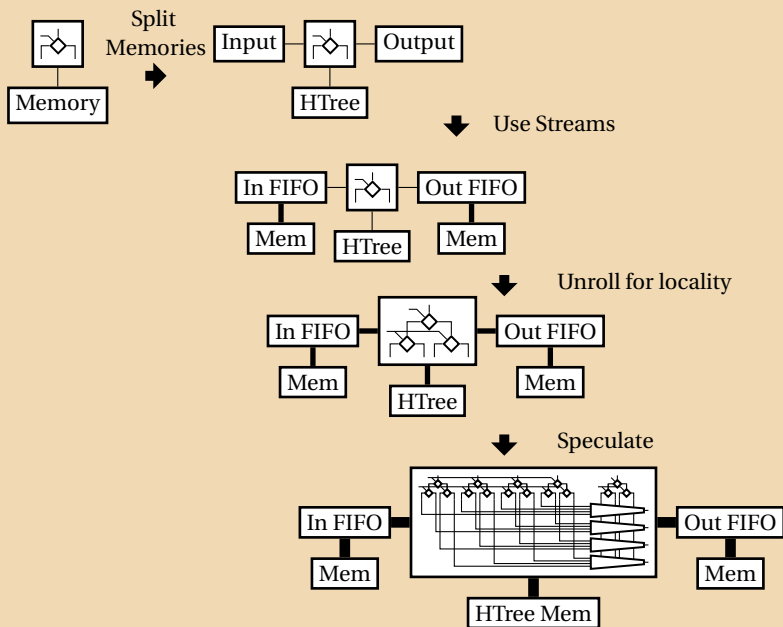 Split
Memories
Input
Output
Memory
HTree
Use Streams
In FIFO
Out FIFO
Mem
HTree
Mem
Unroll for locality
In FIFO
Out FIFO
Mem
HTree
Mem
Speculate
In FIFO
Out FIFO
Mem
Mem
HTree Mem